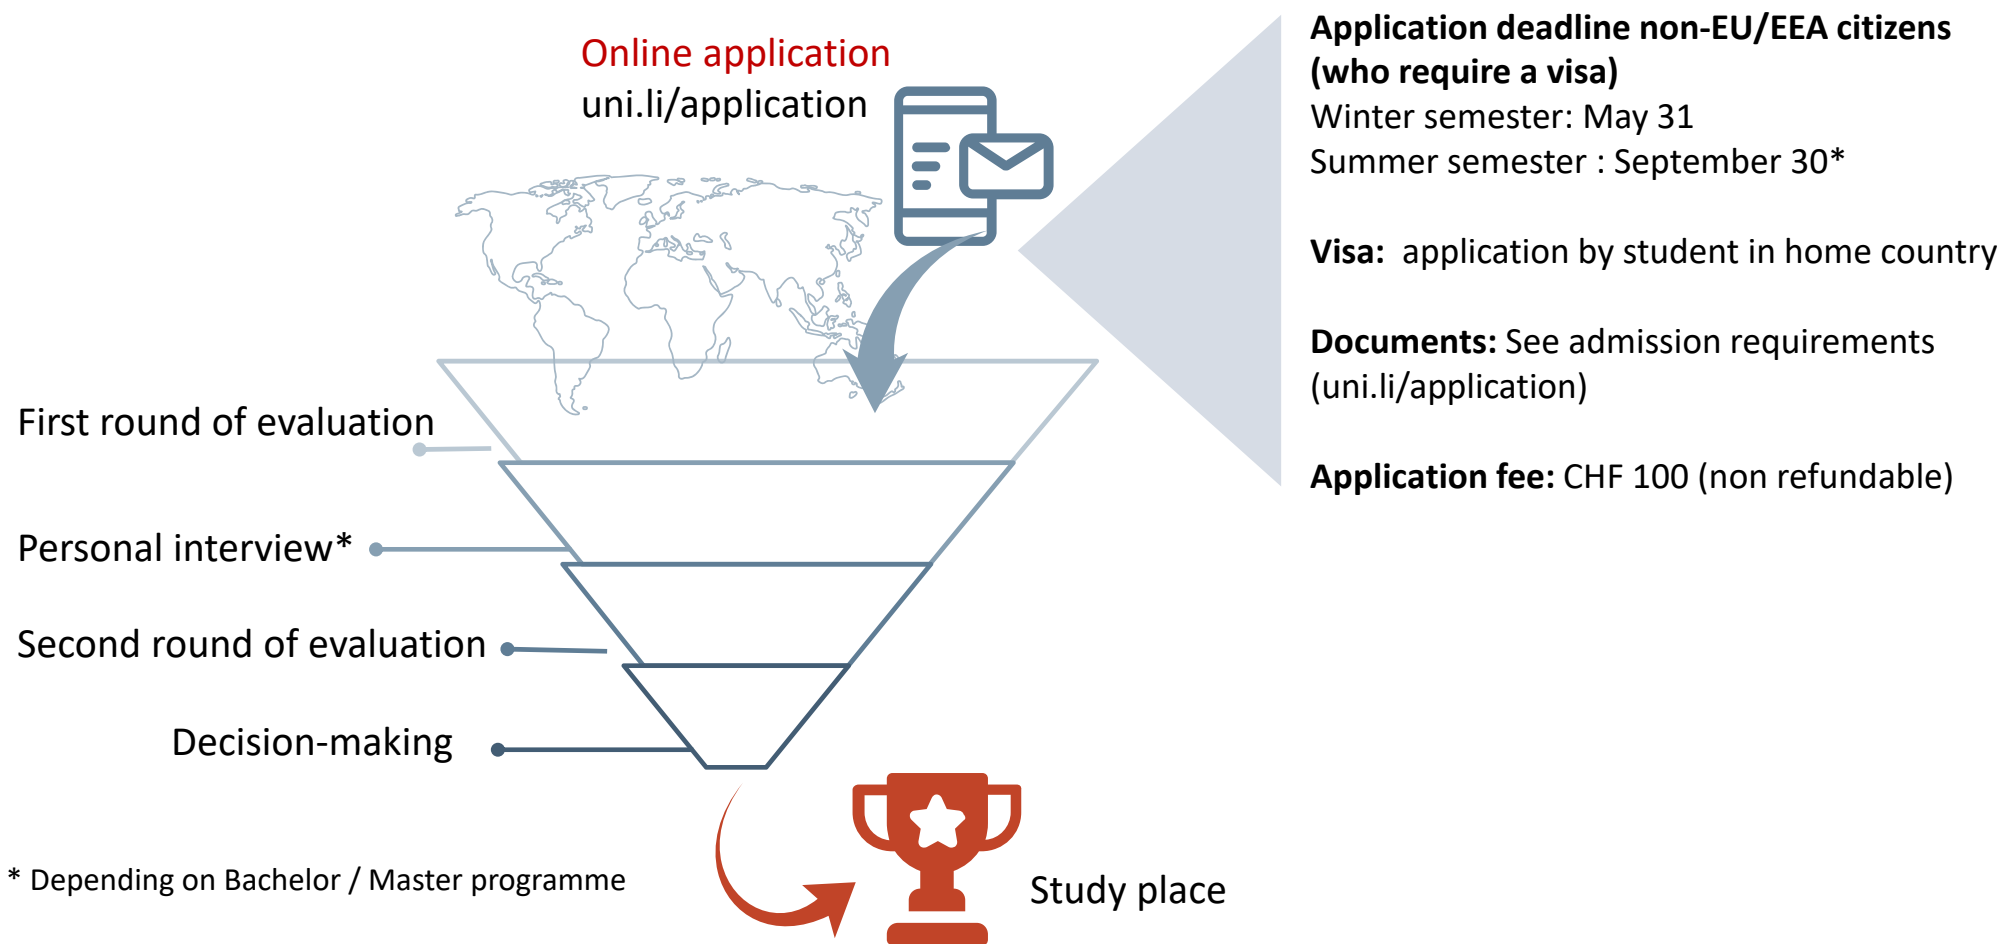 Online application
uni.li/application
Application deadline non-EU/EEA citizens
(who require a visa)
Winter semester: May 31
Summer semester : September 30*
Visa:  application by student in home country
Documents: See admission requirements
(uni.li/application)
Application fee: CHF 100 (non refundable)
First round of evaluation
Personal interview*
Second round of evaluation
Decision-making
Study place
* Depending on Bachelor / Master programme